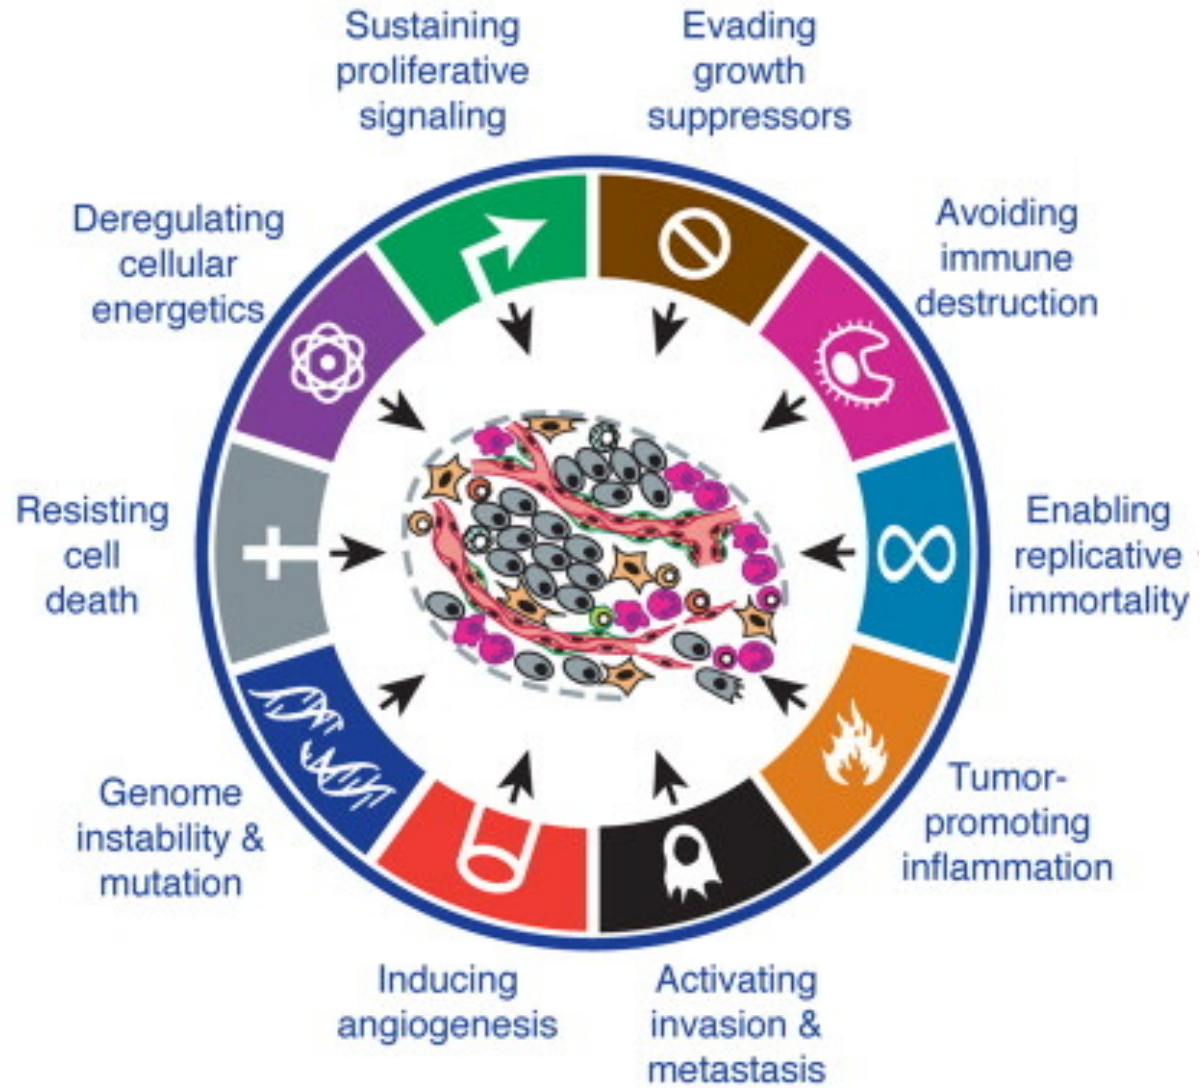 Sustaining
proliferative
signaling
Evading
growth
suppressors
Avoiding
immune
destruction
Enabling
replicative
immortality
Tumor-
promoting
inflammation
Activating
invasion &
metastasis
Inducing
angiogenesis
Genome
instability &
mutation
Resisting
cell
death
Deregulating
cellular
energetics